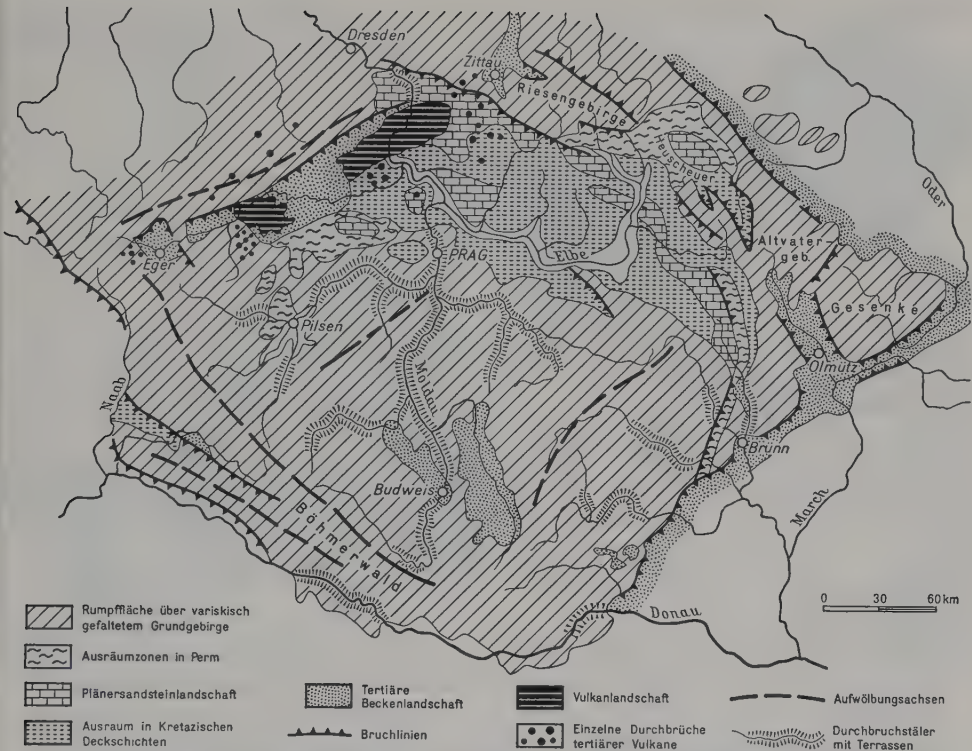 Dresden
Zittau
Riesengebirge
Oder
Altvater-
geb.
Gesenke
Eger
PRAG
Elbe
Pilsen
Olmütz
Moldau
Naab
Brünn
Budweis
March
Böhmerwald
Donau
0 30 60 km
Rumpffläche über variskisch
gefaltetem Grundgebirge
Ausräumzonen in Perm
Plänersandsteinlandschaft
Ausraum in Kretazischen
Deckschichten
Tertiäre
Beckenlandschaft
Bruchlinien
Vulkanlandschaft
Einzelne Durchbrüche
tertiärer Vulkane
Aufwölbungsachsen
Durchbruchstäler
mit Terrassen